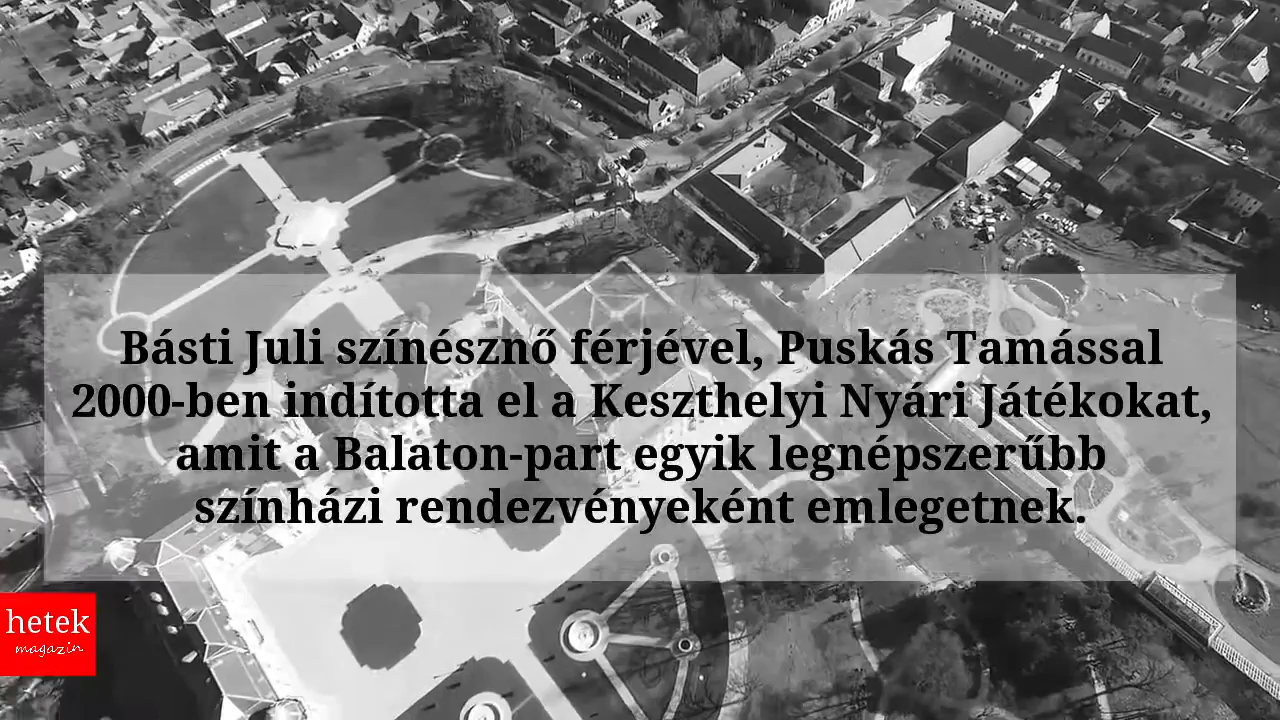 Básti Juli színésznő férjével, Puskás Tamással
2000-ben indította el a Keszthelyi Nyári Játékokat,
amit a Balaton-part egyik legnépszerűbb
színházi rendezvényeként emlegetnek.
hetek
magazin